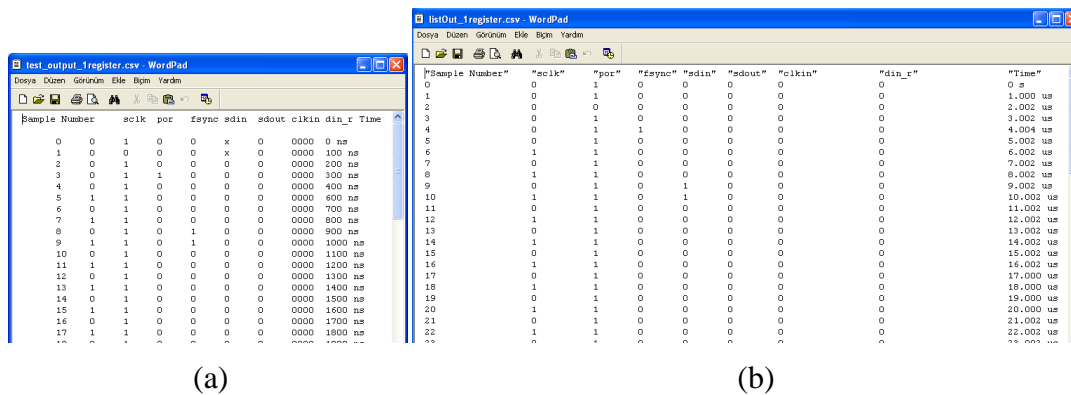 test_output_1register.csv - WordPad
Dosya Düzen Görünüm Ekle Biçim Yardım
Sample Number sclk por fsync sdin sdout clkin din_r Time
0 0 1 0 0 x 0 0000 0 ns
1 0 0 0 0 x 0 0000 100 ns
2 0 1 0 0 0 0 0000 200 ns
3 0 1 1 0 0 0 0000 300 ns
4 0 1 0 0 0 0 0000 400 ns
5 1 1 0 0 0 0 0000 600 ns
6 0 1 0 0 0 0 0000 700 ns
7 1 1 0 0 0 0 0000 800 ns
8 0 1 0 1 0 0 0000 900 ns
9 1 1 0 1 0 0 0000 1000 ns
10 0 1 0 0 0 0 0000 1100 ns
11 1 1 0 0 0 0 0000 1200 ns
12 0 1 0 0 0 0 0000 1300 ns
13 1 1 0 0 0 0 0000 1400 ns
14 0 1 0 0 0 0 0000 1500 ns
15 1 1 0 0 0 0 0000 1600 ns
16 0 1 0 0 0 0 0000 1700 ns
17 1 1 0 0 0 0 0000 1800 ns
(a)
listOut_1register.csv - WordPad
Dosya Düzen Görünüm Ekle Biçim Yardım
"Sample Number" "sclk" "por" "fsync" "sdin" "sdout" "clkin" "din_r" "Time"
0 0 1 0 0 0 0 0 0 s
1 0 1 0 0 0 0 0 1.000 us
2 0 0 0 0 0 0 0 2.002 us
3 0 1 0 0 0 0 0 3.002 us
4 0 1 1 0 0 0 0 4.004 us
5 0 1 0 0 0 0 0 5.002 us
6 1 1 0 0 0 0 0 6.002 us
7 0 1 0 0 0 0 0 7.002 us
8 1 1 0 0 0 0 0 8.002 us
9 0 1 0 1 0 0 0 9.002 us
10 1 1 0 1 0 0 0 10.002 us
11 0 1 0 0 0 0 0 11.002 us
12 1 1 0 0 0 0 0 12.002 us
13 0 1 0 0 0 0 0 13.002 us
14 1 1 0 0 0 0 0 14.002 us
15 0 1 0 0 0 0 0 15.002 us
16 1 1 0 0 0 0 0 16.002 us
17 0 1 0 0 0 0 0 17.000 us
18 1 1 0 0 0 0 0 18.000 us
19 0 1 0 0 0 0 0 19.000 us
20 1 1 0 0 0 0 0 20.000 us
21 0 1 0 0 0 0 0 21.002 us
22 1 1 0 0 0 0 0 22.002 us
(b)